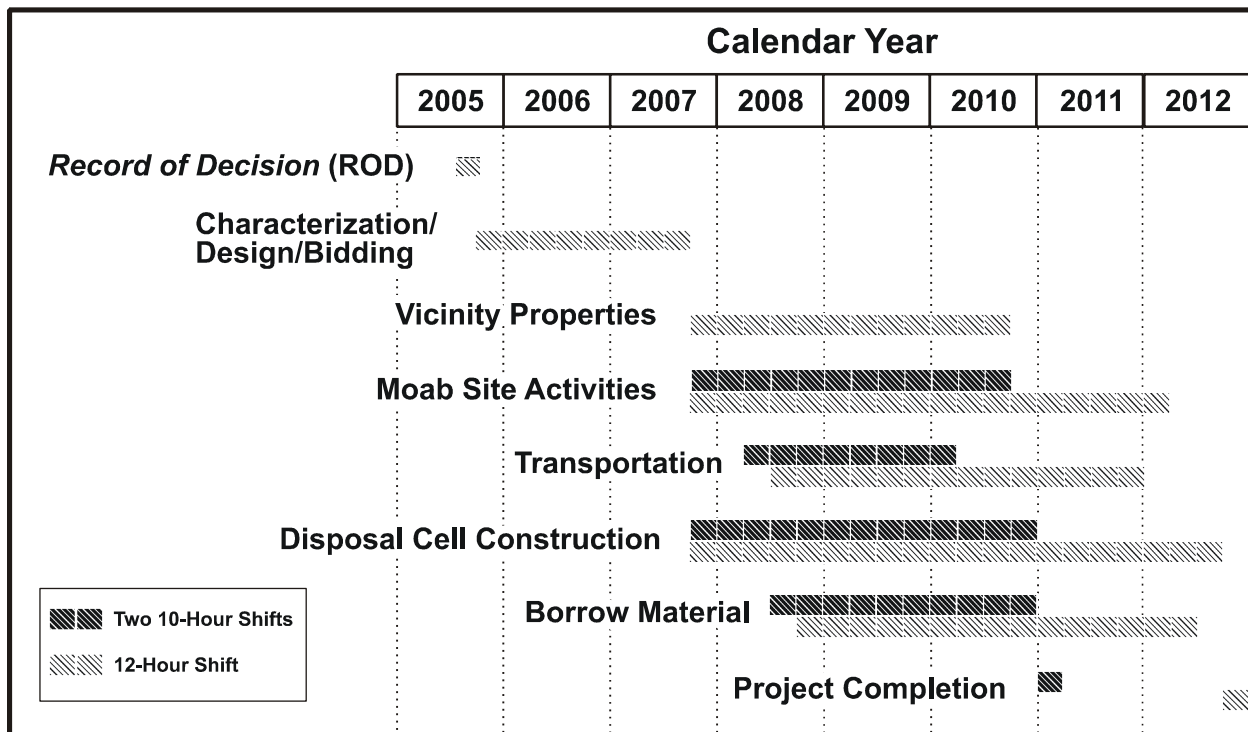 Calendar Year
2005 2006 2007 2008 2009 2010 2011 2012
Record of Decision (ROD)
Characterization/
Design/Bidding
Vicinity Properties
Moab Site Activities
Transportation
Disposal Cell Construction
Borrow Material
Project Completion
Two 10-Hour Shifts
12-Hour Shift